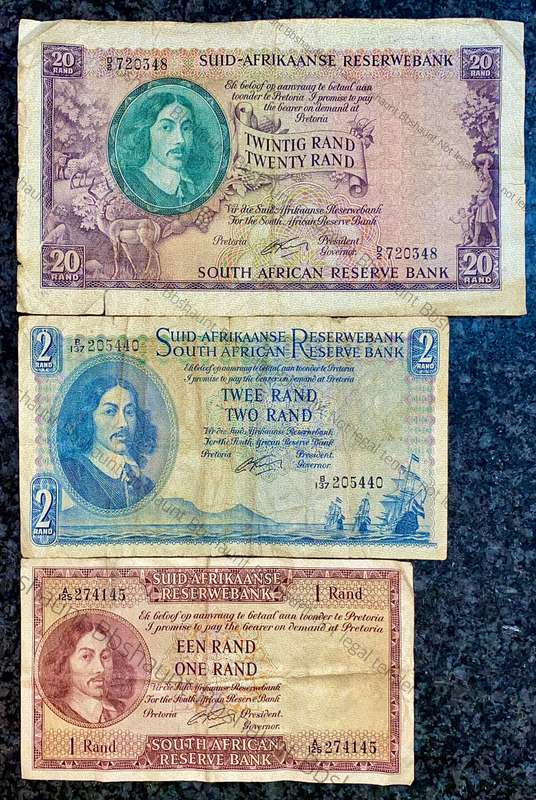 20
RAND
D/2 720348
SUID-AFRIKAANSE RESERWEBANK
20
RAND
Ek beloof op aanvraag te betaal aan
toonder te Pretoria I promise to pay
the bearer on demand at
Pretoria
TWINTIG RAND
TWENTY RAND
Vir die Suid-Afrikaanse Reserwebank
For the South African Reserve Bank
Pretoria President.
Governor.
D/2 720348
20
RAND
SOUTH AFRICAN RESERVE BANK
20
RAND
2
RAND
B/137 205440
SUID-AFRIKAANSE RESERWEBANK
SOUTH AFRICAN RESERVE BANK
2
RAND
Ek beloof op aanvraag te betaal aan toonder te Pretoria
I promise to pay the bearer on demand at Pretoria
TWEE RAND
TWO RAND
Vir die Suid-Afrikaanse Reserwebank
For the South African Reserve Bank
Pretoria President.
Governor.
B/137 205440
2
RAND
A/125 274145
SUID-AFRIKAANSE
RESERWEBANK
1 Rand
Ek beloof op aanvraag te betaal aan toonder te Pretoria
I promise to pay the bearer on demand at Pretoria
EEN RAND
ONE RAND
Vir die Suid-Afrikaanse Reserwebank
For the South African Reserve Bank
Pretoria President.
Governor.
1 Rand
SOUTH AFRICAN
RESERVE BANK
A/125 274145
Bbshaunt Not legal tender